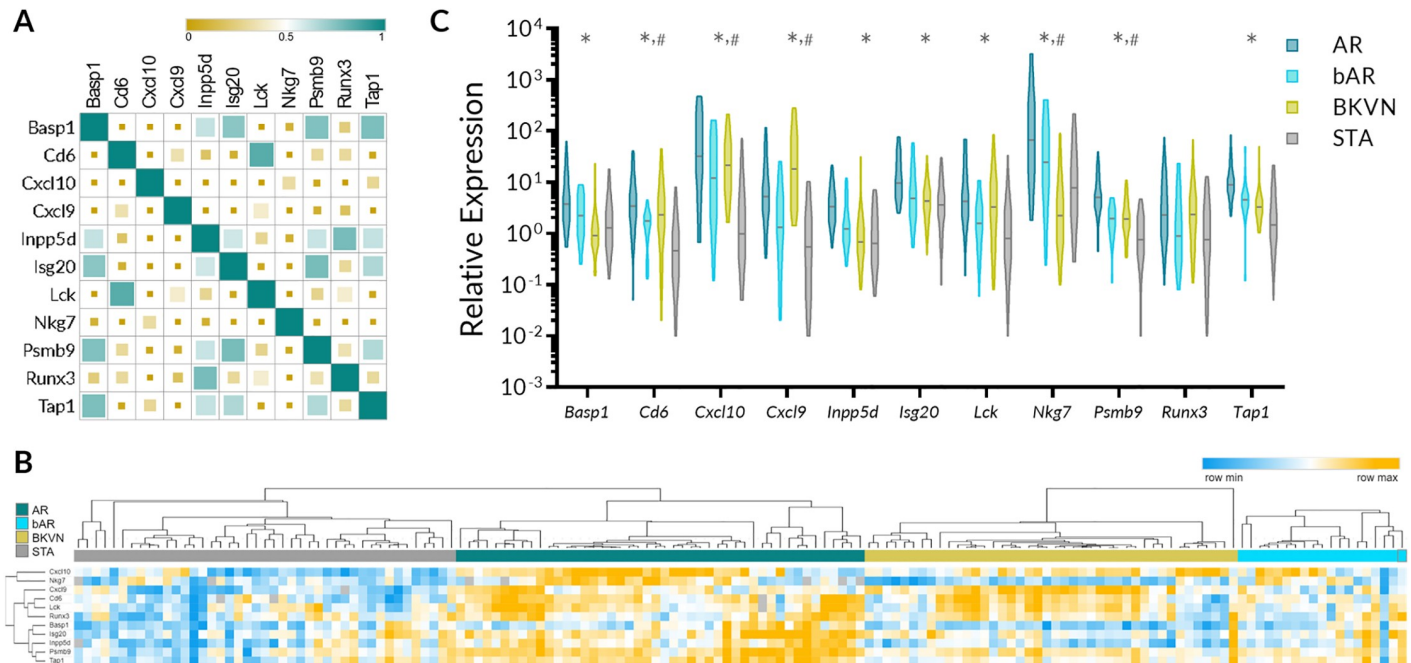 A
0
0.5
1
Basp1
Cd6
Cxcl10
Cxcl9
Inpp5d
Isg20
Lck
Nkg7
Psmb9
Runx3
Tap1
Basp1
Cd6
Cxcl10
Cxcl9
Inpp5d
Isg20
Lck
Nkg7
Psmb9
Runx3
Tap1
C
Relative Expression
10⁴
10³
10²
10¹
10⁰
10⁻¹
10⁻²
10⁻³
* *,# *,# *,# * * * *,# *,# *
Basp1 Cd6 Cxcl10 Cxcl9 Inpp5d Isg20 Lck Nkg7 Psmb9 Runx3 Tap1
AR
bAR
BKVN
STA
B
row min row max
AR
bAR
BKVN
STA
Cxcl10
Nkg7
Cxcl9
Cd6
Lck
Runx3
Basp1
Isg20
Inpp5d
Psmb9
Tap1